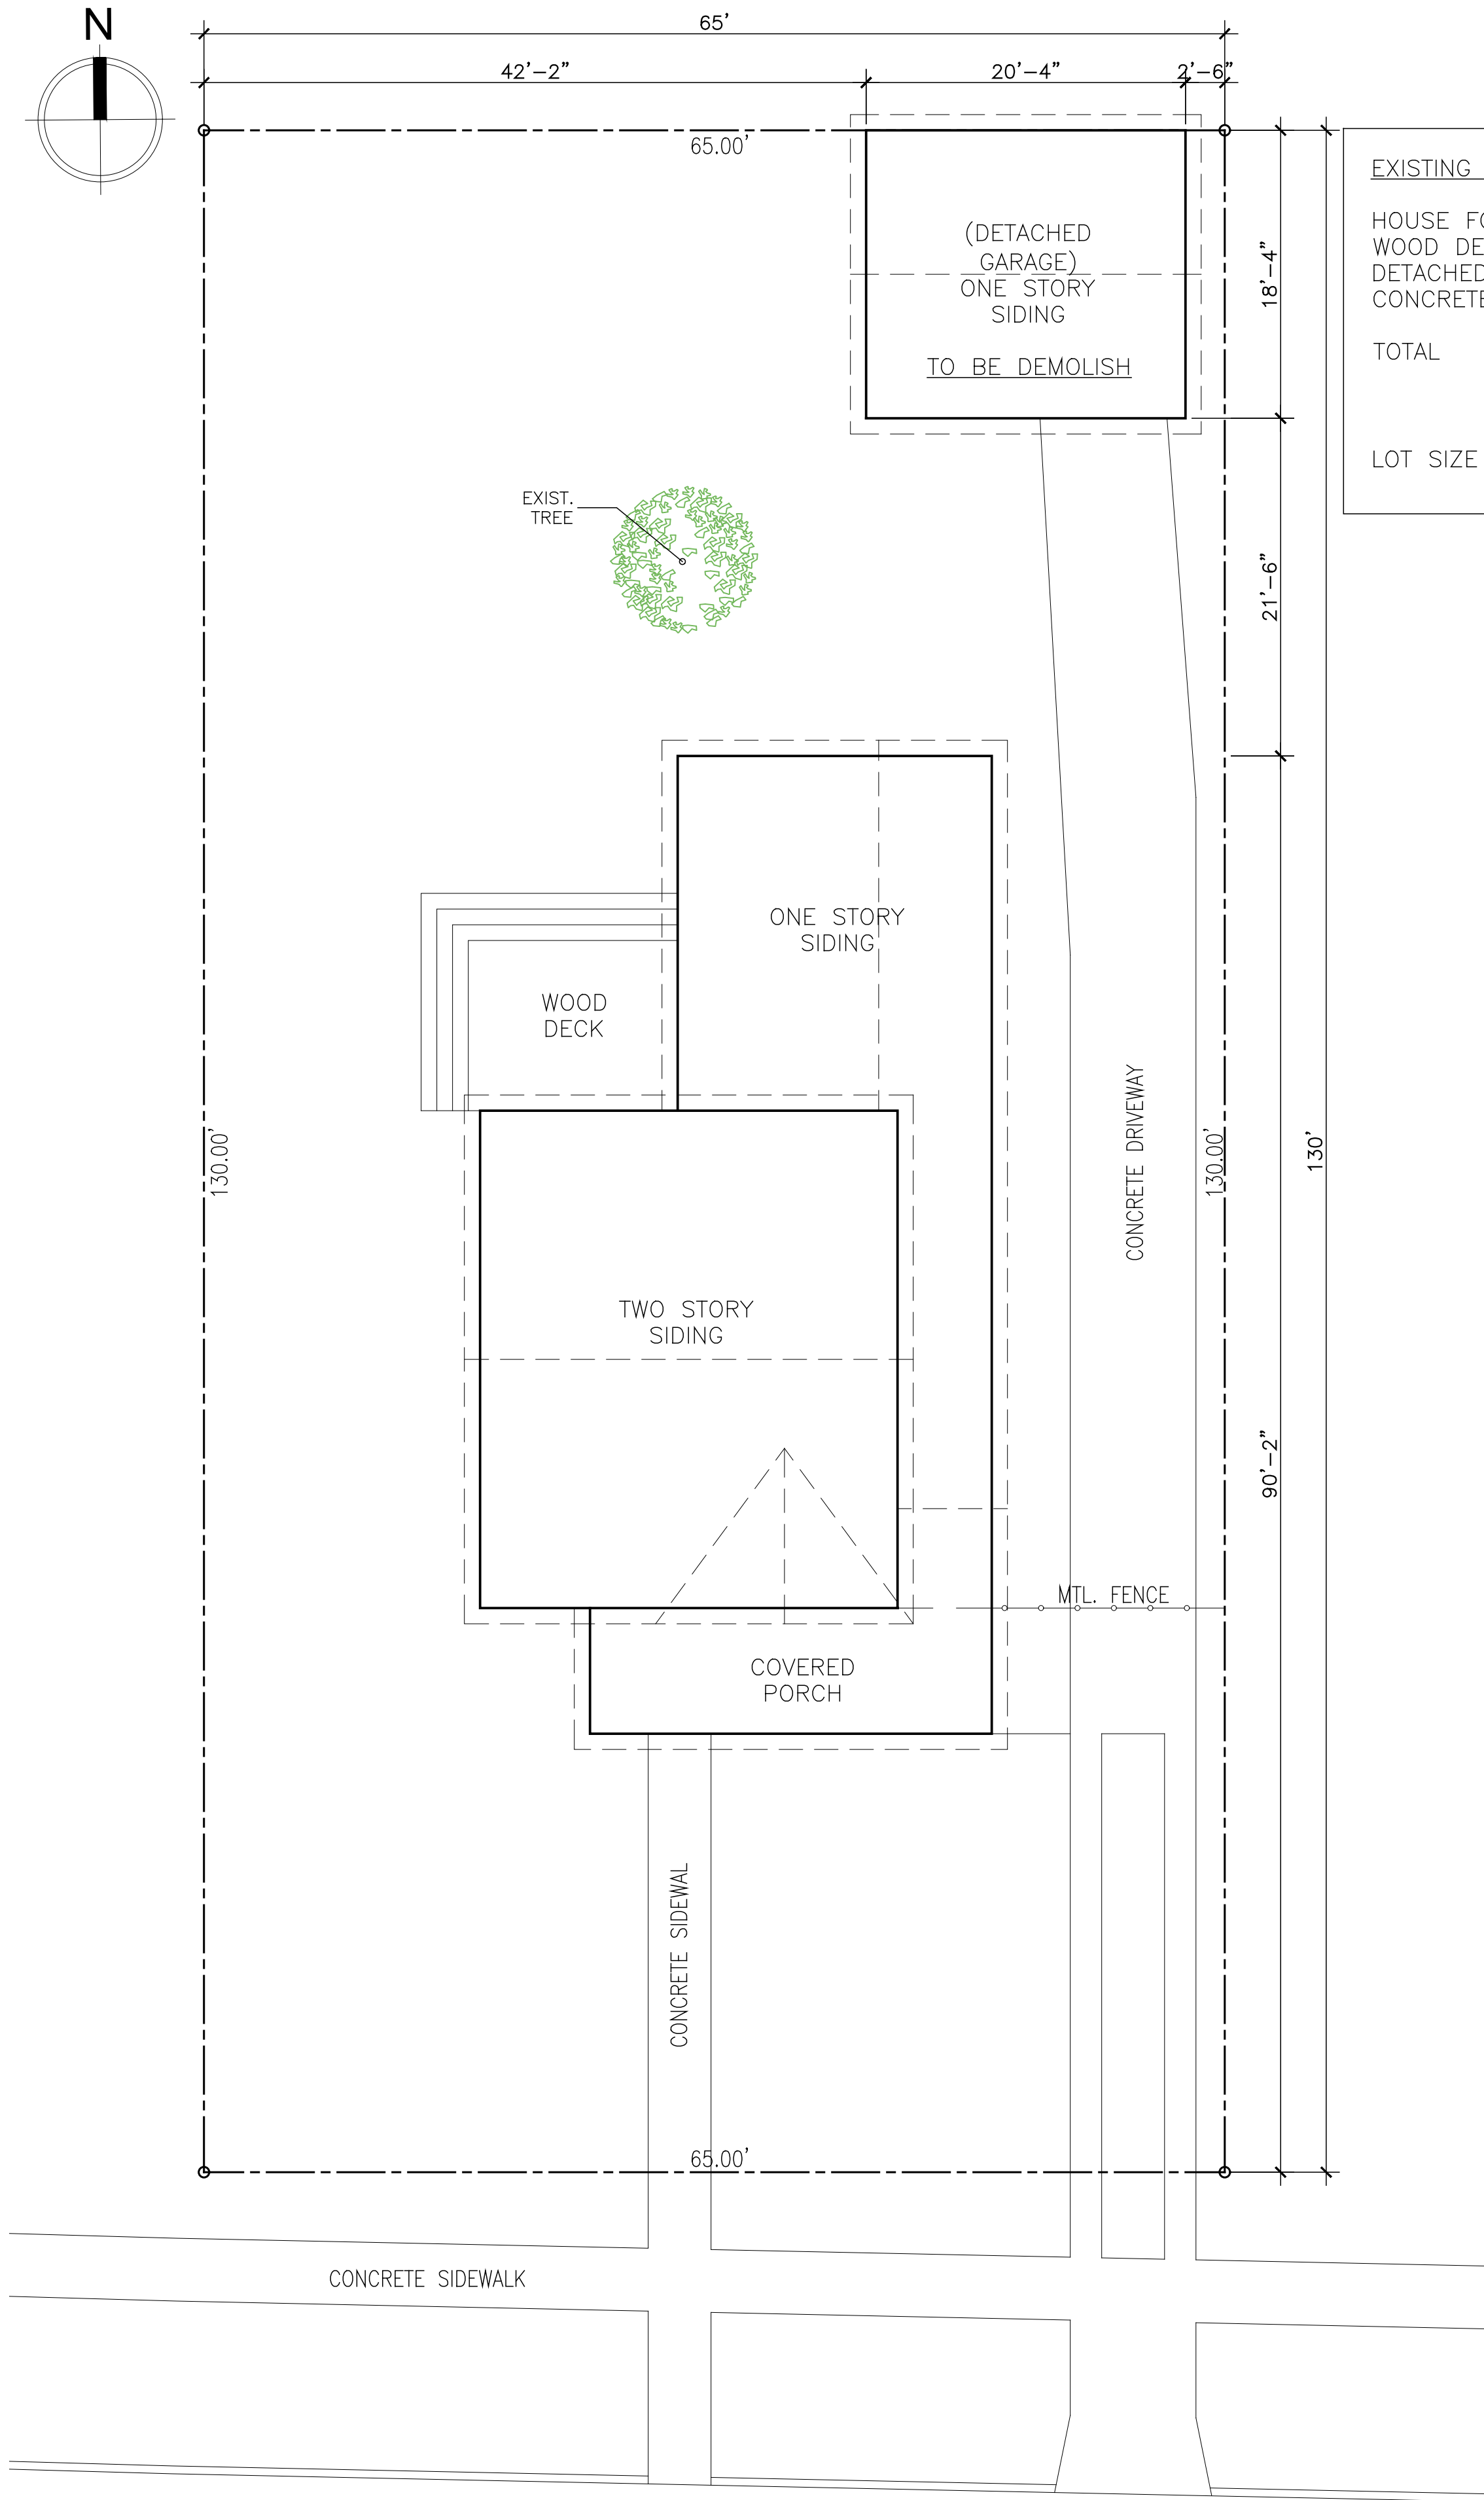 N
65'
42'-2"
20'-4"
2'-6"
65.00'
EXISTING
HOUSE
WOOD
DETACHED
CONCRETE
TOTAL
LOT SIZE
(DETACHED
GARAGE)
ONE STORY
SIDING
TO BE DEMOLISH
18'-4"
EXIST.
TREE
21'-6"
ONE STORY
SIDING
WOOD
DECK
CONCRETE DRIVEWAY
130.00'
130.00'
130'
TWO STORY
SIDING
90'-2"
MTL. FENCE
COVERED
PORCH
CONCRETE SIDEWAL
65.00'
CONCRETE SIDEWALK